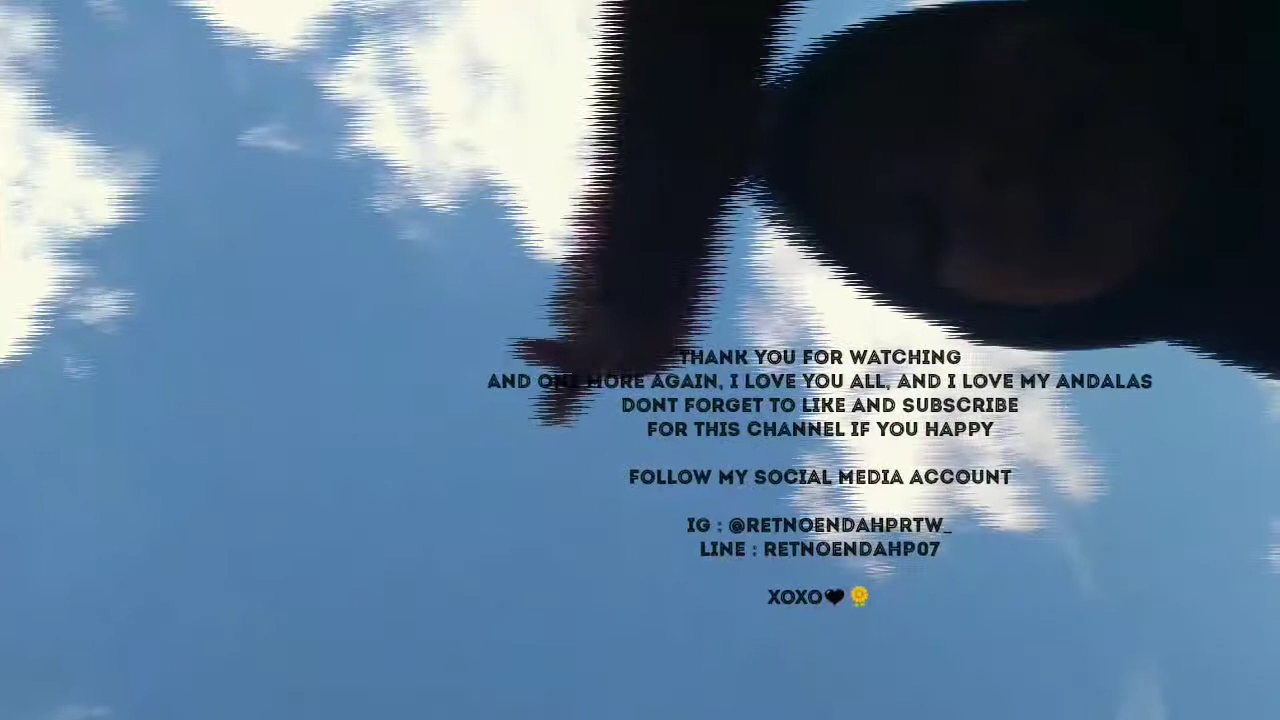 THANK YOU FOR WATCHING
AND ONE MORE AGAIN, I LOVE YOU ALL, AND I LOVE MY ANDALAS
DONT FORGET TO LIKE AND SUBSCRIBE
FOR THIS CHANNEL IF YOU HAPPY
FOLLOW MY SOCIAL MEDIA ACCOUNT
IG : @RETNOENDAHPRTW_
LINE : RETNOENDAHP07
XOXO🖤🌼